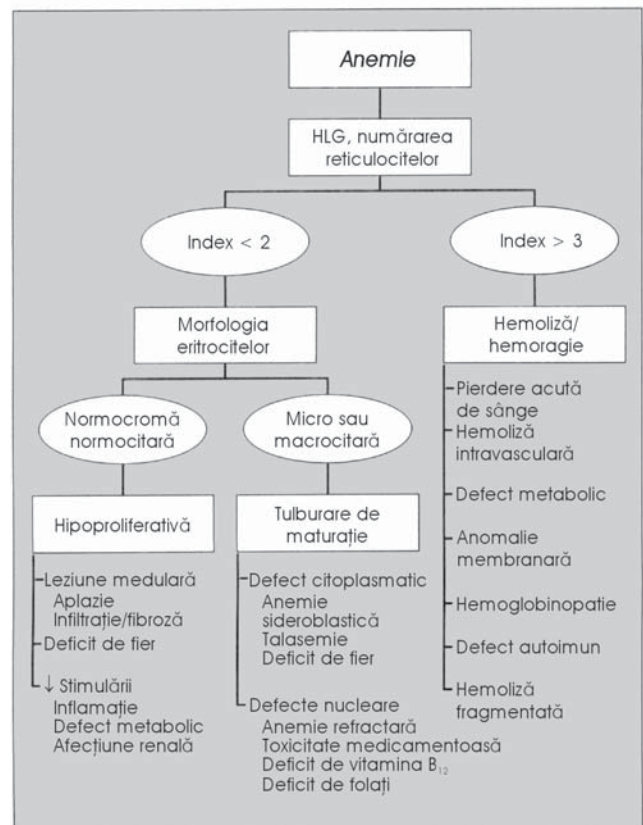 Anemie
HLG, numărarea
reticulocitelor
Index < 2
Index > 3
Morfologia
eritrocitelor
Hemoliză/
hemoragie
Normocromă
normocitară
Micro sau
macrocitară
Hipoproliferativă
Tulburare de
maturație
Leziune medulară
Aplazie
Infiltrație/fibroză
Deficit de fier
↓ Stimulării
Inflamație
Defect metabolic
Afecțiune renală
Defect citoplasmatic
Anemie
sideroblastică
Talasemie
Deficit de fier
Defecte nucleare
Anemie refractară
Toxicitate medicamentoasă
Deficit de vitamina B₁₂
Deficit de folați
Pierdere acută
de sânge
Hemoliză
intravasculară
Defect metabolic
Anomalie
membranară
Hemoglobinopatie
Defect autoimun
Hemoliză
fragmentată